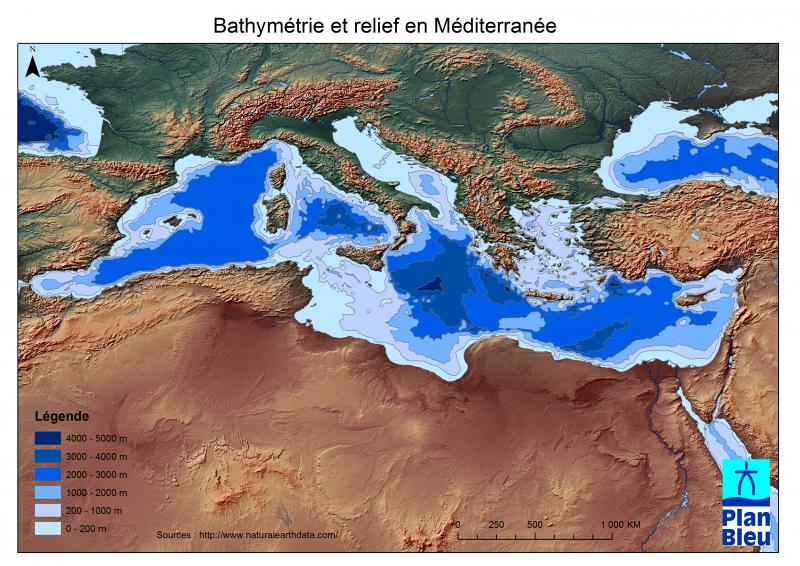 Bathymétrie et relief en Méditerranée
N
Légende
4000 - 5000 m
3000 - 4000 m
2000 - 3000 m
1000 - 2000 m
200 - 1000 m
0 - 200 m
Sources : http://www.naturalearthdata.com/
0 250 500 1 000 KM
Plan
Bleu